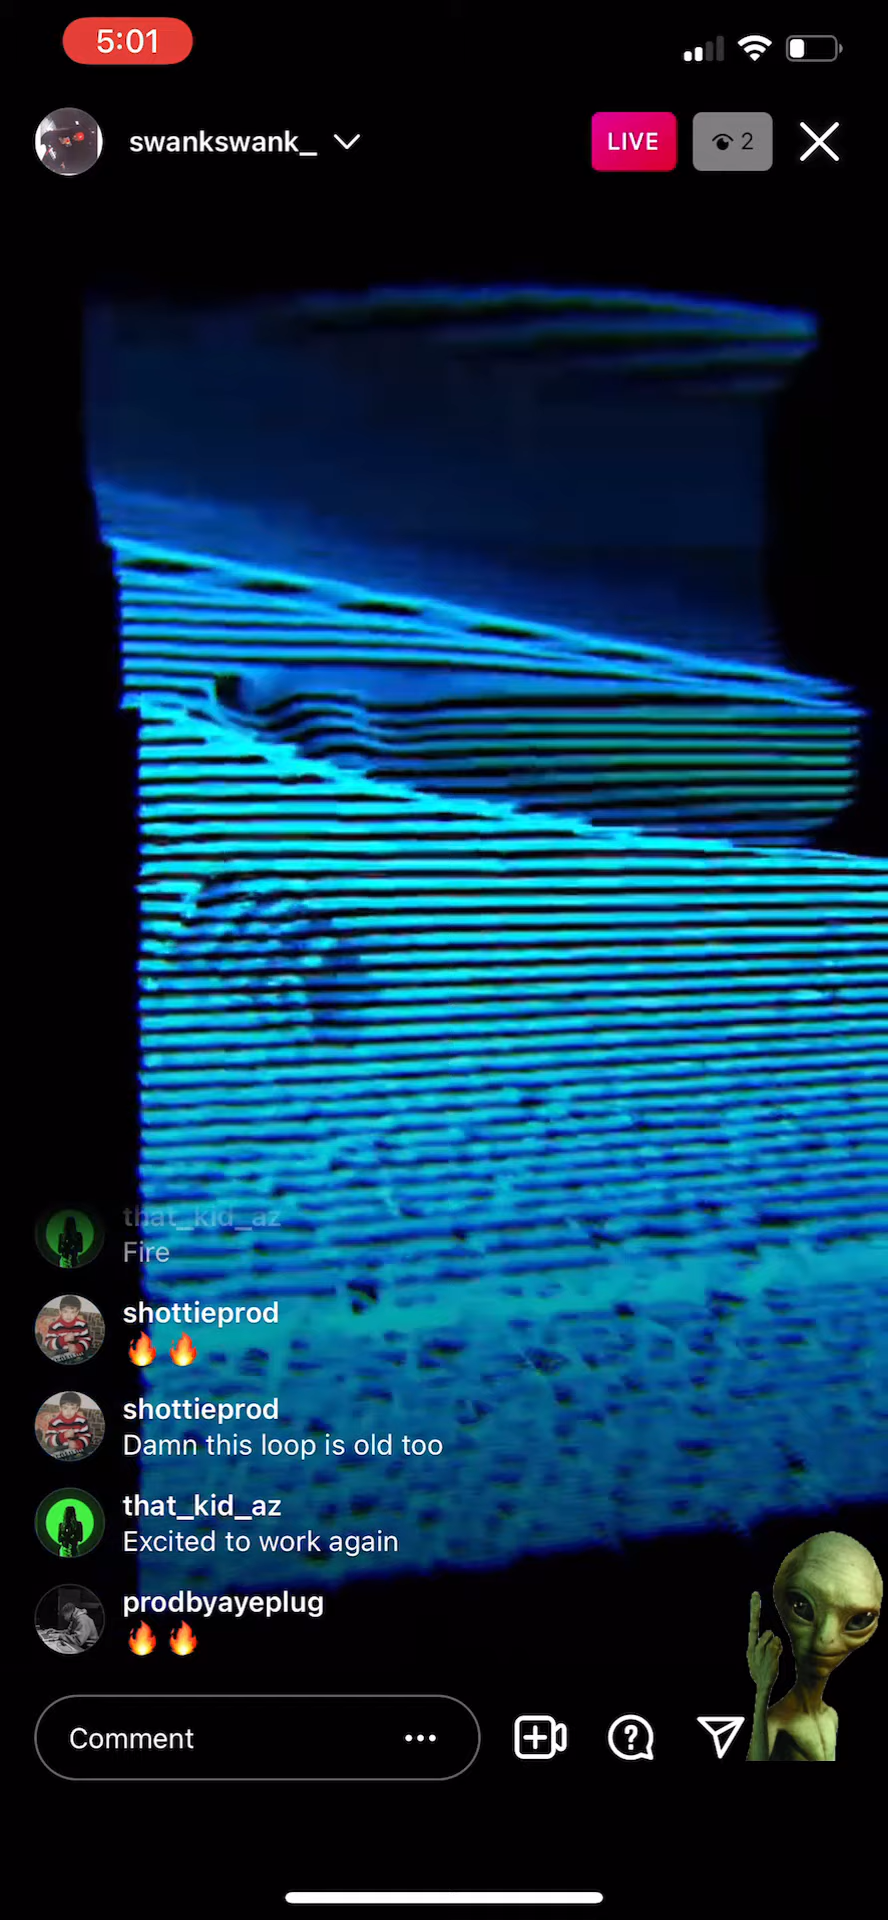 5:01
swankswank_
LIVE
2
that_kid_az
Fire
shottieprod
🔥 🔥
shottieprod
Damn this loop is old too
that_kid_az
Excited to work again
prodbyayeplug
🔥 🔥
Comment